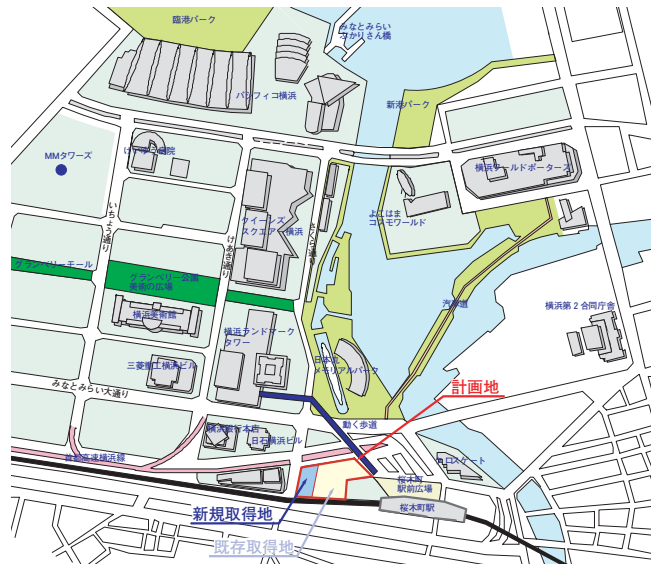 臨港パーク
みなとみらい
ぷかりさん橋
パシフィコ横浜
新港パーク
MMタワーズ
けいゆう病院
横浜ワールドポーターズ
いちょう通り
けあき通り
さくら通り
クイーンズ
スクエアー横浜
よこはま
コスモワールド
グランベリーモール
グランベリー公園
美術の広場
汽車道
横浜美術館
横浜ランドマーク
タワー
横浜第2合同庁舎
三菱重工横浜ビル
日本丸
メモリアルパーク
みなとみらい大通り
計画地
動く歩道
横浜銀行本店
日石横浜ビル
首都高速横浜線
ロスゲート
桜木町
駅前広場
新規取得地
桜木町駅
既存取得地